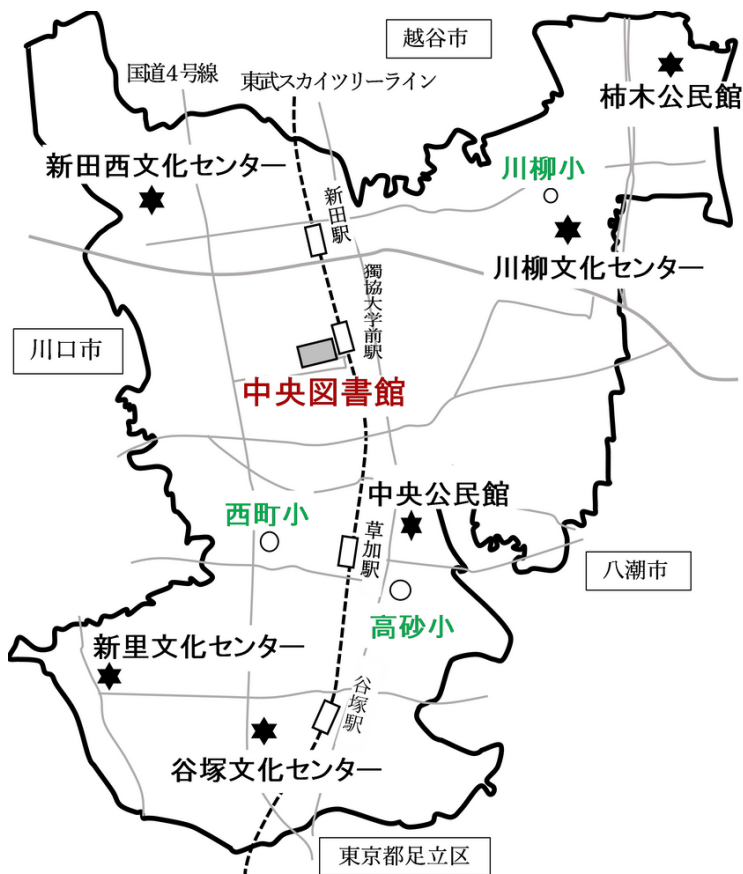 越谷市
国道4号線
東武スカイツリーライン
柿木公民館
新田西文化センター
川柳小
新田駅
川柳文化センター
獨協大学前駅
川口市
中央図書館
中央公民館
西町小
草加駅
八潮市
高砂小
新里文化センター
谷塚駅
谷塚文化センター
東京都足立区